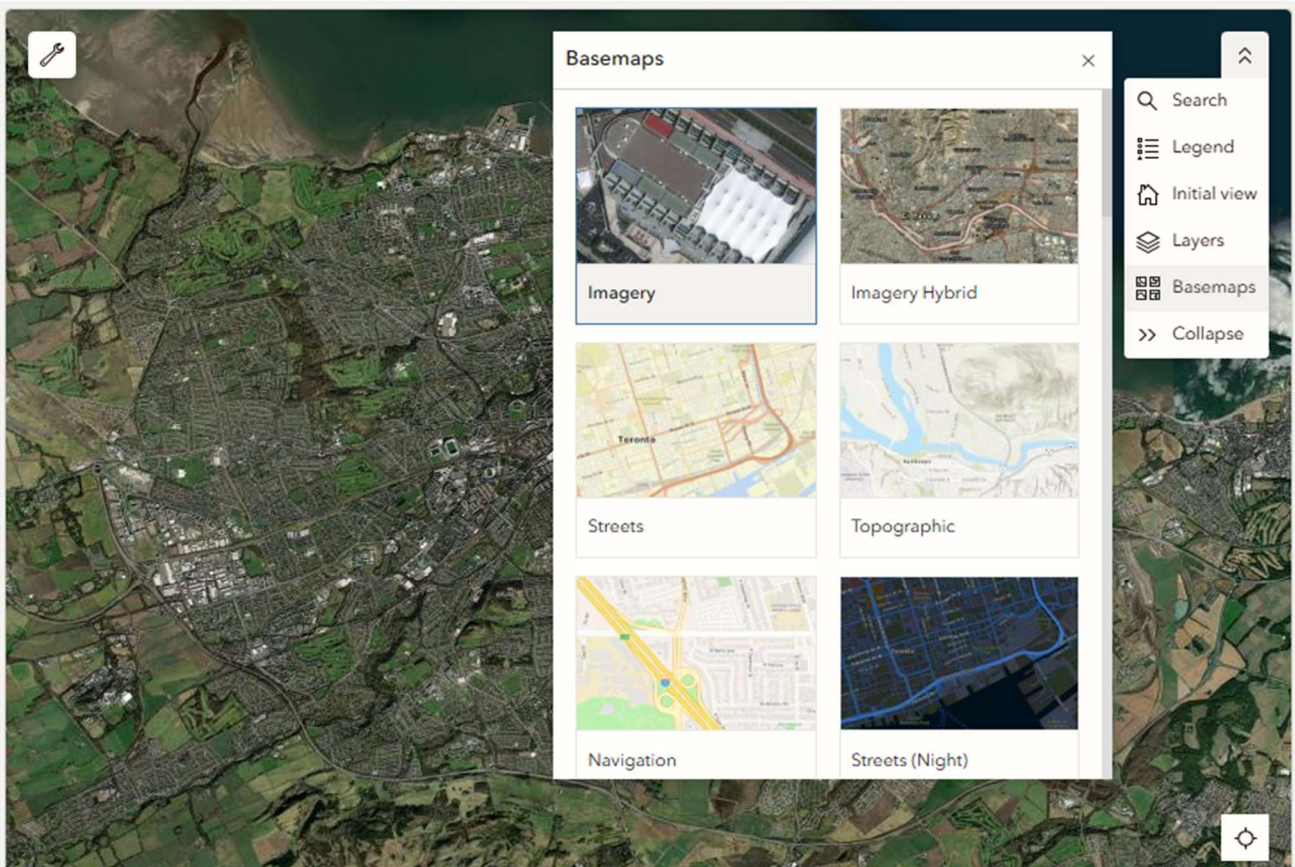 Basemaps
Search
Legend
Initial view
Layers
Basemaps
Collapse
Imagery
Imagery Hybrid
Toronto
Streets
Topographic
Navigation
Streets (Night)